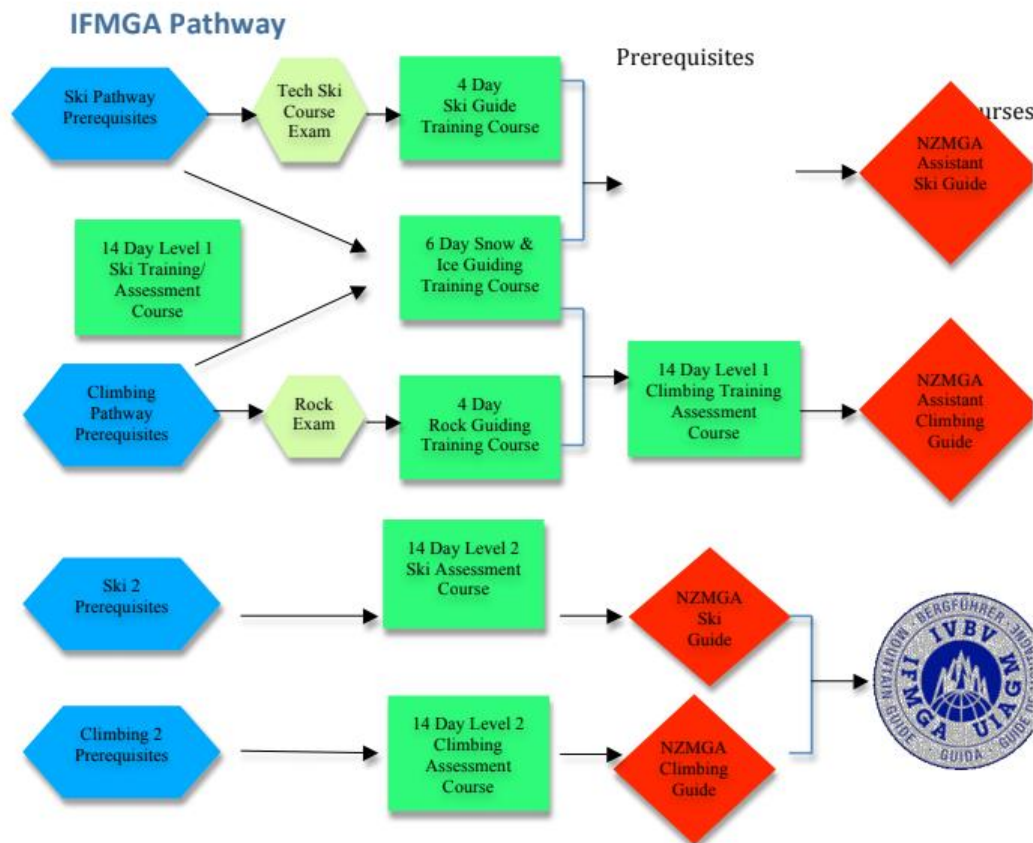 IFMGA Pathway
Prerequisites
Ski Pathway
Prerequisites
Tech Ski
Course
Exam
4 Day
Ski Guide
Training Course
urses
NZMGA
Assistant
Ski Guide
14 Day Level 1
Ski Training/
Assessment
Course
6 Day Snow &
Ice Guiding
Training Course
Climbing
Pathway
Prerequisites
Rock
Exam
4 Day
Rock Guiding
Training Course
14 Day Level 1
Climbing Training
Assessment
Course
NZMGA
Assistant
Climbing
Guide
Ski 2
Prerequisites
14 Day Level 2
Ski Assessment
Course
NZMGA
Ski
Guide
Climbing 2
Prerequisites
14 Day Level 2
Climbing
Assessment
Course
NZMGA
Climbing
Guide
IVBV
IFMGA
UIAGM
BERGFÜHRER
MOUNTAIN GUIDE
GUIDA
GUIDE DE